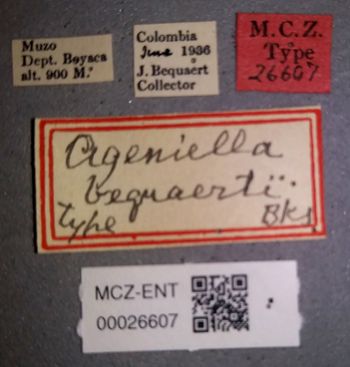 Muzo
Dept. Boyaca
alt. 900 M.
Colombia
June 1936
J. Bequaert
Collector
M.C.Z.
Type
26607
Ageniella
bequaerti
type Bks
MCZ-ENT
00026607